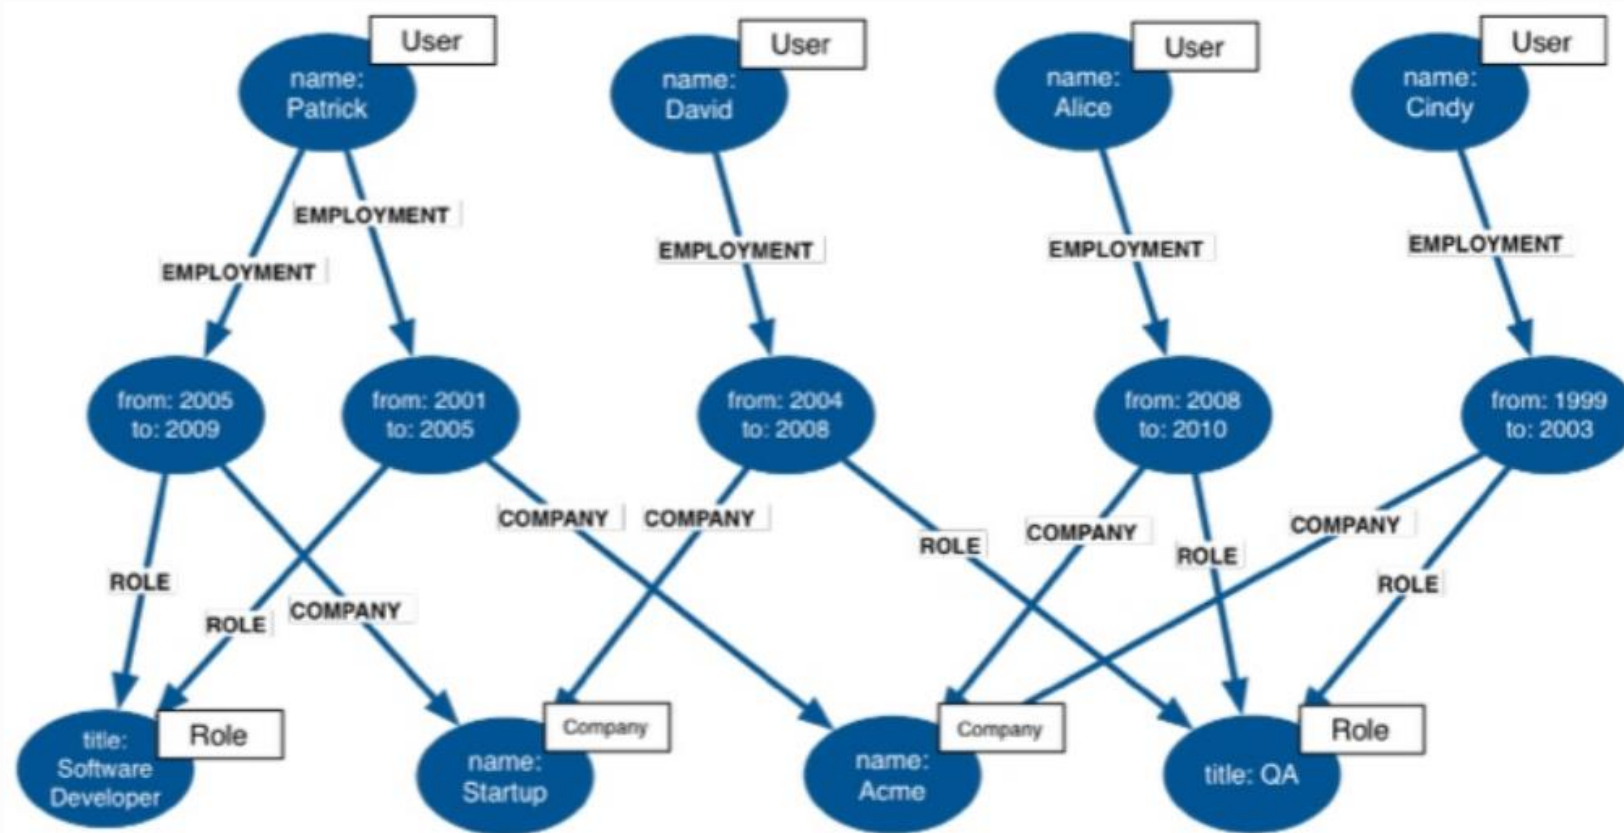 User
User
User
User
name:
Patrick
name:
David
name:
Alice
name:
Cindy
EMPLOYMENT
EMPLOYMENT
EMPLOYMENT
EMPLOYMENT
EMPLOYMENT
from: 2005
to: 2009
from: 2001
to: 2005
from: 2004
to: 2008
from: 2008
to: 2010
from: 1999
to: 2003
COMPANY
COMPANY
ROLE
COMPANY
ROLE
COMPANY
ROLE
ROLE
ROLE
COMPANY
title:
Software
Developer
Role
name:
Startup
Company
name:
Acme
Company
title: QA
Role